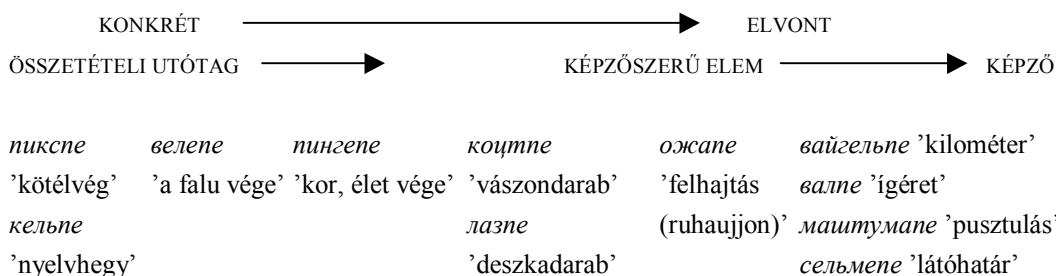 KONKRÉT ELVONT
ÖSSZETÉTELI UTÓTAG KÉPZŐSZERŰ ELEM KÉPZŐ
пикспе велепе пингепе коцтпе ожапе вайгельпе ’kilométer’
’kötélvég’ ’a falu vége’ ’kor, élet vége’ ’vászondarab’ ’felhajtás валпе ’ígéret’
кельпе лазпе (ruhaujjon)’ маштумапе ’pusztulás’
’nyelvhegy’ ’deszkadarab’ сельмепе ’látóhatár’